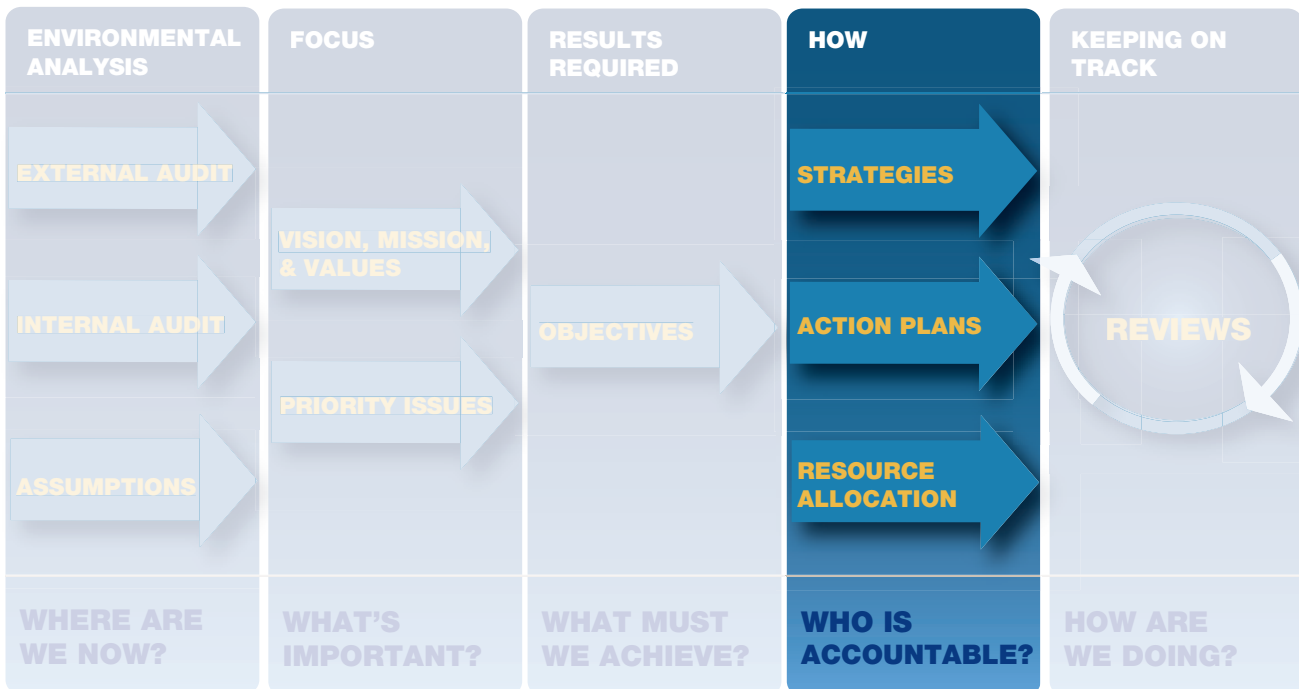 ENVIRONMENTAL
ANALYSIS
EXTERNAL AUDIT
INTERNAL AUDIT
ASSUMPTIONS
WHERE ARE
WE NOW?
FOCUS
VISION, MISSION,
& VALUES
PRIORITY ISSUES
WHAT'S
IMPORTANT?
RESULTS
REQUIRED
OBJECTIVES
WHAT MUST
WE ACHIEVE?
HOW
STRATEGIES
ACTION PLANS
RESOURCE
ALLOCATION
WHO IS
ACCOUNTABLE?
KEEPING ON
TRACK
REVIEWS
HOW ARE
WE DOING?